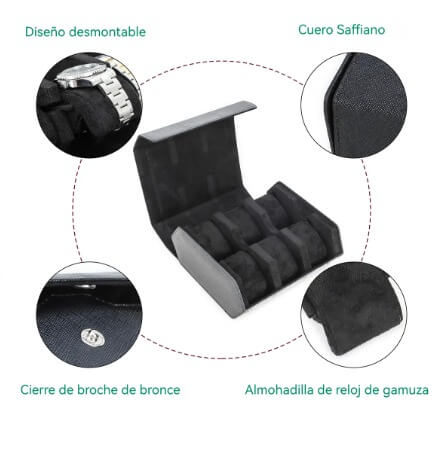 Diseño desmontable
Cuero Saffiano
Cierre de broche de bronce
Almohadilla de reloj de gamuza